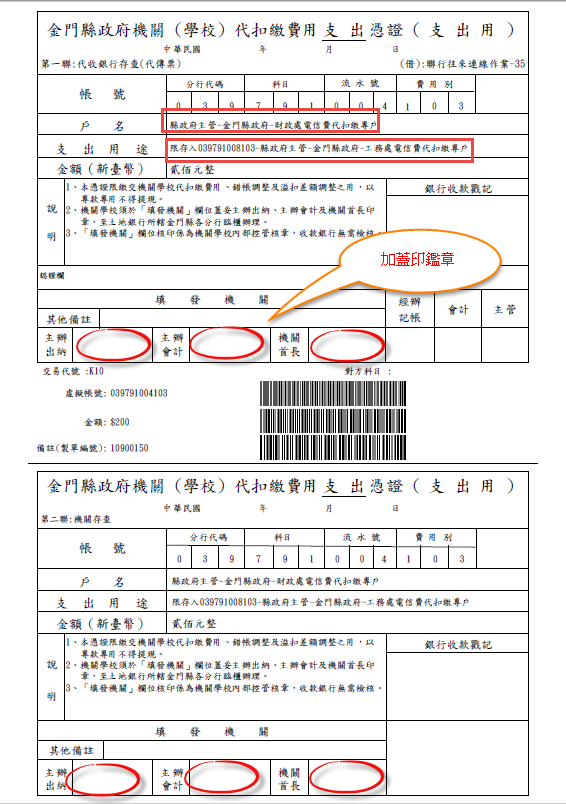 金門縣政府機關（學校）代扣繳費用 支 出 憑證（ 支 出 用 ）
中華民國 年 月 日
第一聯:代收銀行存查(代傳票) (借):聯行往來連線作業-35
帳 號 分行代碼 科目 流 水 號 費 用 別
0 3 9 7 9 1 0 0 4 1 0 3
戶 名 縣政府主管-金門縣政府-財政處電信費代扣繳專戶
支 出 用 途 限存入039791008103-縣政府主管-金門縣政府-工務處電信費代扣繳專戶
金額（新臺幣） 貳佰元整
說 明
1、本憑證限繳交機關學校代扣繳費用、錯帳調整及溢扣差額調整之用，以
專款專用不得提現。
2、機關學校須於「填發機關」欄位蓋妥主辦出納、主辦會計及機關首長印
章，至土地銀行所轄金門縣各分行臨櫃辦理。
3、「填發機關」欄位核印係為機關學校內部控管核章，收款銀行無需檢核。
銀行收款戳記
加蓋印鑑章
認證欄
填 發 機 關
其他備註
經辦
記帳
會計 主管
主辦
出納
主辦
會計
機關
首長
交易代號 :K10 對方科目 :
虛擬帳號: 039791004103
金額: $200
備註(製單編號): 10900150
金門縣政府機關（學校）代扣繳費用 支 出 憑證（ 支 出 用 ）
中華民國 年 月 日
第二聯:機關存查
帳 號 分行代碼 科目 流 水 號 費 用 別
0 3 9 7 9 1 0 0 4 1 0 3
戶 名 縣政府主管-金門縣政府-財政處電信費代扣繳專戶
支 出 用 途 限存入039791008103-縣政府主管-金門縣政府-工務處電信費代扣繳專戶
金額（新臺幣） 貳佰元整
說 明
1、本憑證限繳交機關學校代扣繳費用、錯帳調整及溢扣差額調整之用，以
專款專用不得提現。
2、機關學校須於「填發機關」欄位蓋妥主辦出納、主辦會計及機關首長印
章，至土地銀行所轄金門縣各分行臨櫃辦理。
3、「填發機關」欄位核印係為機關學校內部控管核章，收款銀行無需檢核。
銀行收款戳記
填 發 機 關
其他備註
主辦
出納
主辦
會計
機關
首長